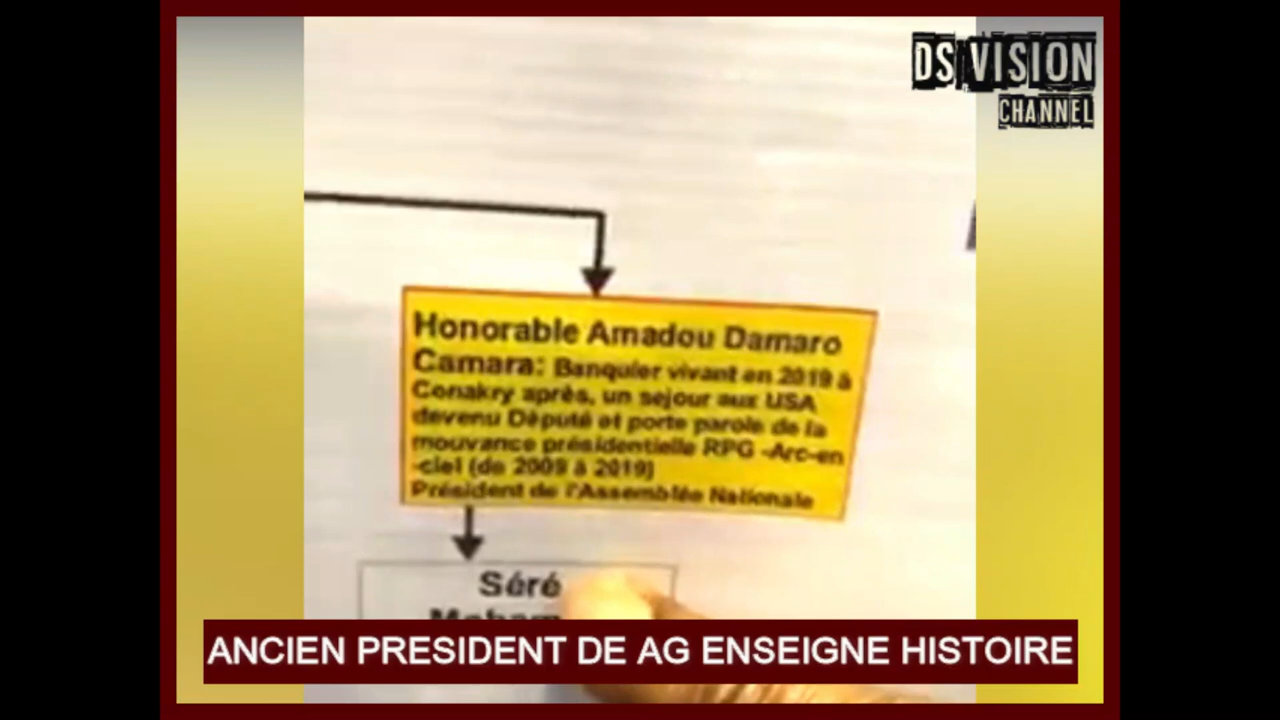 DS VISION
CHANNEL
Honorable Amadou Damaro
Camara: Banquier vivant en 2019 à
Conakry après, un sejour aux USA
devenu Député et porte parole de la
mouvance présidentielle RPG -Arc-en
-ciel (de 2009 à 2019)
Président de l'Assemblée Nationale
Séré
ANCIEN PRESIDENT DE AG ENSEIGNE HISTOIRE